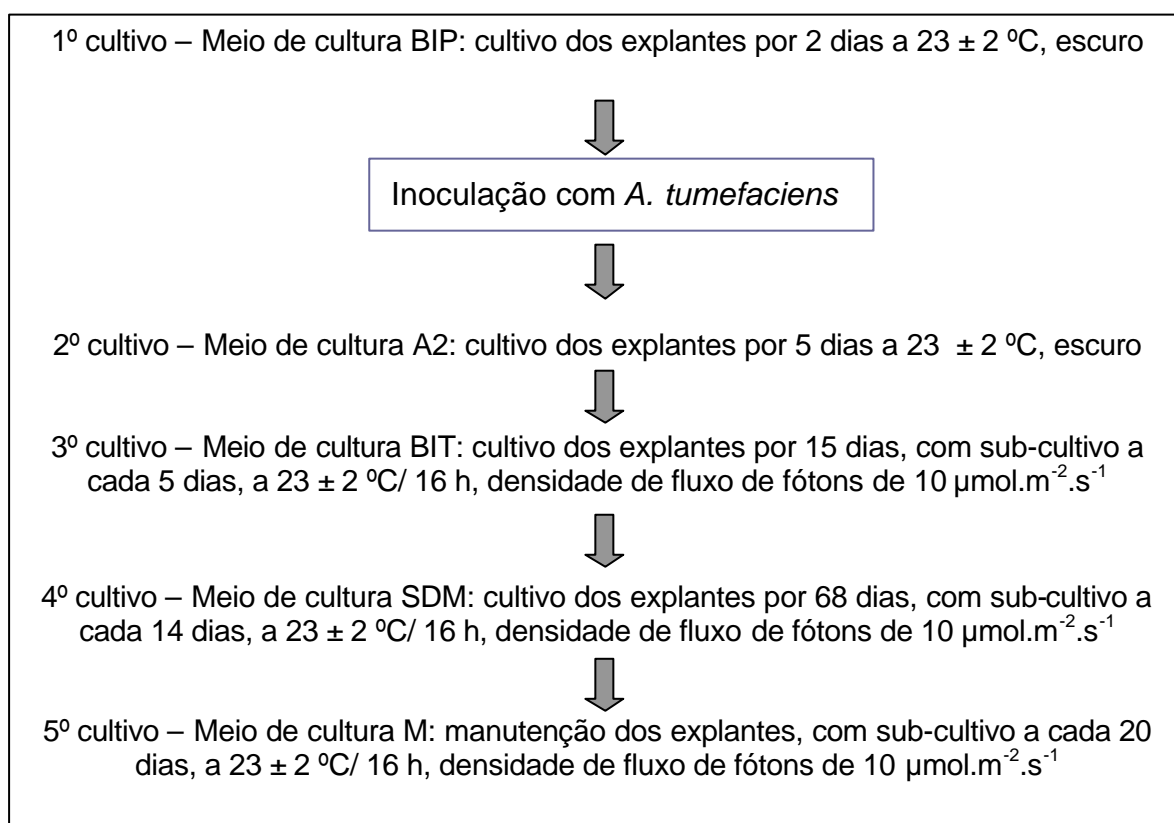 1º cultivo – Meio de cultura BIP: cultivo dos explantes por 2 dias a 23 ± 2 ºC, escuro
Inoculação com A. tumefaciens
2º cultivo – Meio de cultura A2: cultivo dos explantes por 5 dias a 23 ± 2 ºC, escuro
3º cultivo – Meio de cultura BIT: cultivo dos explantes por 15 dias, com sub-cultivo a
cada 5 dias, a 23 ± 2 ºC/ 16 h, densidade de fluxo de fótons de 10 µmol.m⁻².s⁻¹
4º cultivo – Meio de cultura SDM: cultivo dos explantes por 68 dias, com sub-cultivo a
cada 14 dias, a 23 ± 2 ºC/ 16 h, densidade de fluxo de fótons de 10 µmol.m⁻².s⁻¹
5º cultivo – Meio de cultura M: manutenção dos explantes, com sub-cultivo a cada 20
dias, a 23 ± 2 ºC/ 16 h, densidade de fluxo de fótons de 10 µmol.m⁻².s⁻¹